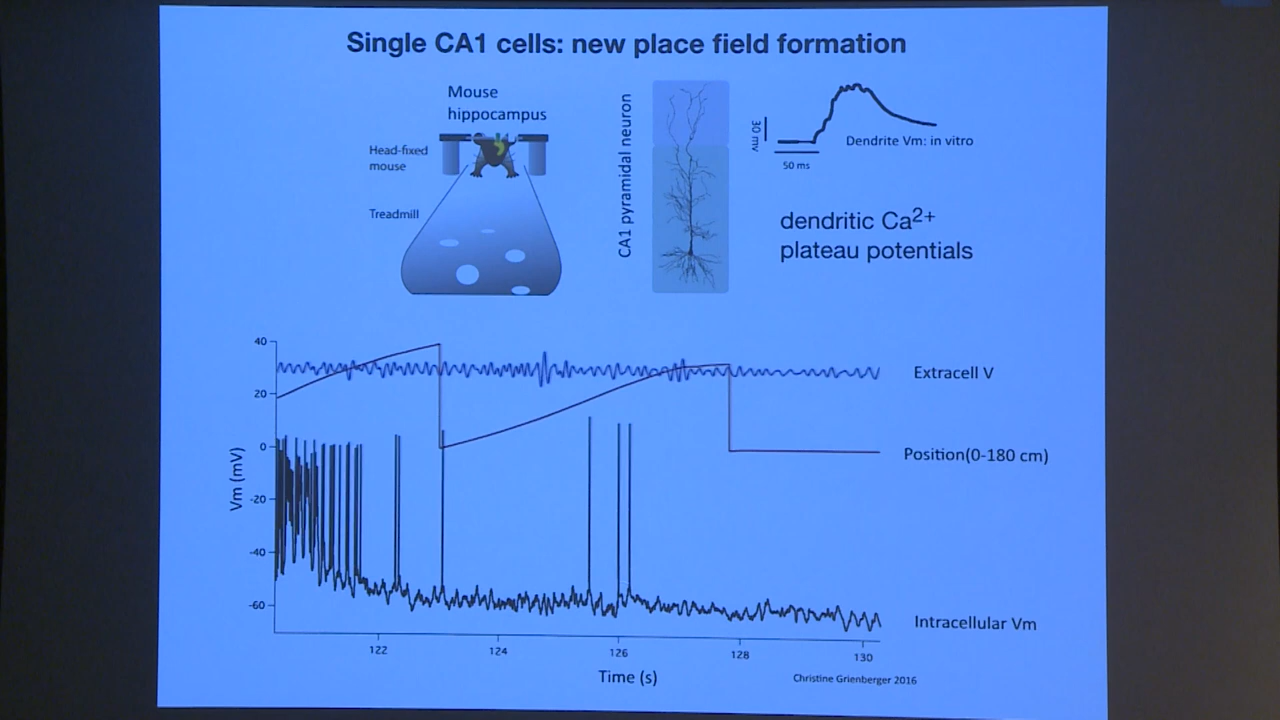 Single CA1 cells: new place field formation
Mouse
hippocampus
Head-fixed
mouse
Treadmill
CA1 pyramidal neuron
30 mv
50 ms
Dendrite Vm: in vitro
dendritic Ca2+
plateau potentials
40
20
0
-20
-40
-60
Vm (mV)
Extracell V
Position(0-180 cm)
Intracellular Vm
122
124
126
128
130
Time (s)
Christine Grienberger 2016